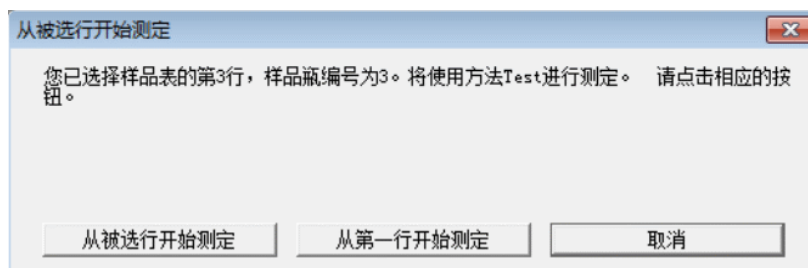 从被选行开始测定
您已选择样品表的第3行，样品瓶编号为3。将使用方法Test进行测定。 请点击相应的按
钮。
从被选行开始测定 从第一行开始测定 取消